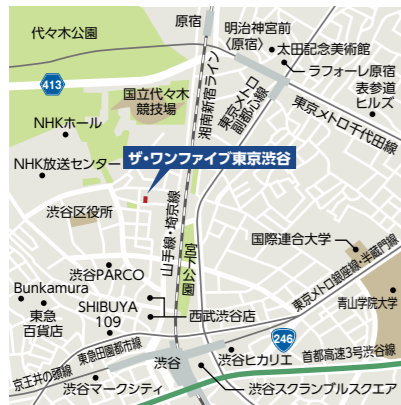 原宿
代々木公園
明治神宮前
〈原宿〉
太田記念美術館
ラフォーレ原宿
表参道
ヒルズ
413
国立代々木
競技場
湘南新宿ライン
東京メトロ
副都心線
東京メトロ千代田線
NHKホール
NHK放送センター
ザ・ワンファイブ東京渋谷
渋谷区役所
山手線・埼京線
宮下公園
国際連合大学
渋谷PARCO
Bunkamura
SHIBUYA
109
東急
百貨店
西武渋谷店
東京メトロ銀座線・半蔵門線
青山学院大学
246
東急田園都市線
京王井の頭線
渋谷
渋谷ヒカリエ
首都高速3号渋谷線
渋谷マークシティ
渋谷スクランブルスクエア